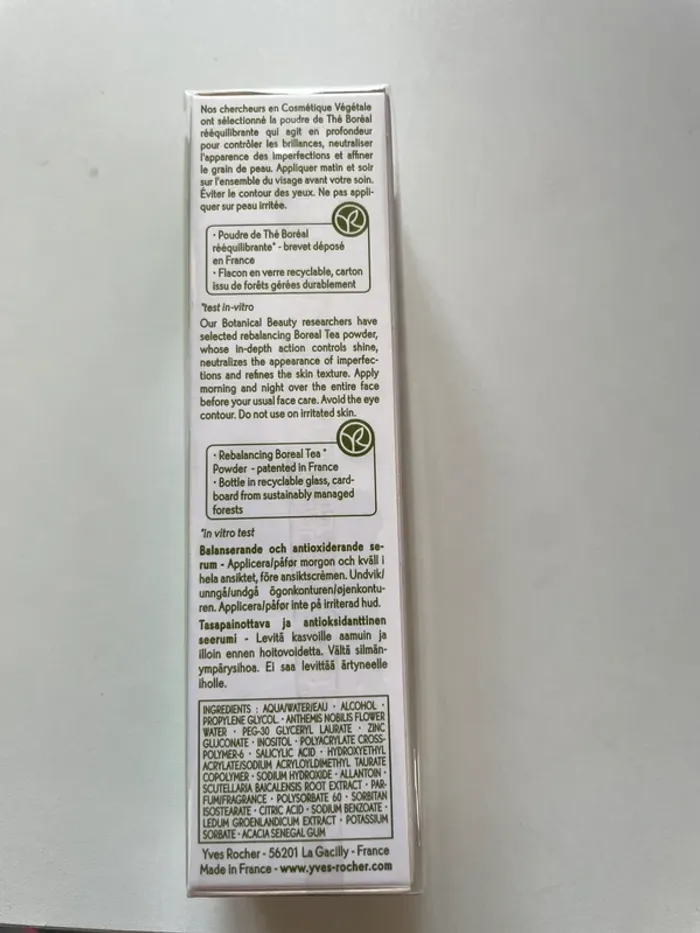 Nos chercheurs en Cosmétique Végétale
ont sélectionné la poudre de Thé Boréal
rééquilibrante qui agit en profondeur
pour contrôler les brillances, neutraliser
l'apparence des imperfections et affiner
le grain de peau. Appliquer matin et soir
sur l'ensemble du visage avant votre soin.
Éviter le contour des yeux. Ne pas appli-
quer sur peau irritée.
• Poudre de Thé Boréal
rééquilibrante* - brevet déposé
en France
• Flacon en verre recyclable, carton
issu de forêts gérées durablement
*test in-vitro
Our Botanical Beauty researchers have
selected rebalancing Boreal Tea powder,
whose in-depth action controls shine,
neutralizes the appearance of imperfec-
tions and refines the skin texture. Apply
morning and night over the entire face
before your usual face care. Avoid the eye
contour. Do not use on irritated skin.
• Rebalancing Boreal Tea *
Powder - patented in France
• Bottle in recyclable glass, card-
board from sustainably managed
forests
*in vitro test
Balanserande och antioxiderande se-
rum - Applicera/påfør morgon och kväll i
hela ansiktet, före ansiktscrèmen. Undvik/
unngå/undgå ögonkonturen/øjenkontu-
ren. Applicera/påfør inte på irriterad hud.
Tasapainottava ja antioksidanttinen
seerumi - Levitä kasvoille aamuin ja
illoin ennen hoitovoidetta. Vältä silmän-
ympärysihoa. Ei saa levittää ärtyneelle
iholle.
INGREDIENTS : AQUA/WATER/EAU • ALCOHOL •
PROPYLENE GLYCOL • ANTHEMIS NOBILIS FLOWER
WATER • PEG-30 GLYCERYL LAURATE • ZINC
GLUCONATE • INOSITOL • POLYACRYLATE CROSS-
POLYMER-6 • SALICYLIC ACID • HYDROXYETHYL
ACRYLATE/SODIUM ACRYLOYLDIMETHYL TAURATE
COPOLYMER • SODIUM HYDROXIDE • ALLANTOIN •
SCUTELLARIA BAICALENSIS ROOT EXTRACT • PAR-
FUM/FRAGRANCE • POLYSORBATE 60 • SORBITAN
ISOSTEARATE • CITRIC ACID • SODIUM BENZOATE •
LEDUM GROENLANDICUM EXTRACT • POTASSIUM
SORBATE • ACACIA SENEGAL GUM
Yves Rocher - 56201 La Gacilly - France
Made in France - www.yves-rocher.com